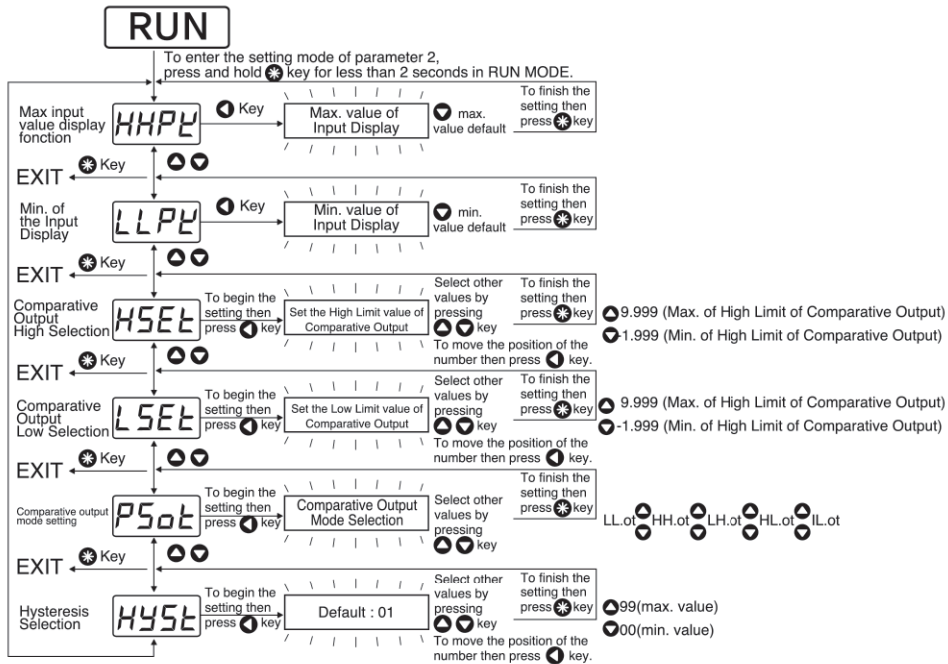 RUN
To enter the setting mode of parameter 2,
press and hold ✱ key for less than 2 seconds in RUN MODE.
Max input
value display
fonction
HHPt
Key
Max. value of
Input Display
max.
value default
To finish the
setting then
press ✱ key
EXIT
✱ Key
Min. of
the Input
Display
LLPt
Key
Min. value of
Input Display
min.
value default
To finish the
setting then
press ✱ key
EXIT
✱ Key
Comparative
Output
High Selection
HSEt
To begin the
setting then
press ◀ key
Set the High Limit value of
Comparative Output
Select other
values by
pressing
▲ ▼ key
To move the position of the
number then press ◀ key.
To finish the
setting then
press ✱ key
▲ 9.999 (Max. of High Limit of Comparative Output)
▼ -1.999 (Min. of High Limit of Comparative Output)
EXIT
✱ Key
Comparative
Output
Low Selection
LSEt
To begin the
setting then
press ◀ key
Set the Low Limit value of
Comparative Output
Select other
values by
pressing
▲ ▼ key
To move the position of the
number then press ◀ key.
To finish the
setting then
press ✱ key
▲ 9.999 (Max. of High Limit of Comparative Output)
▼ -1.999 (Min. of High Limit of Comparative Output)
EXIT
✱ Key
Comparative output
mode setting
PSot
To begin the
setting then
press ◀ key
Comparative Output
Mode Selection
Select other
values by
pressing
▲ ▼ key
To finish the
setting then
press ✱ key
LL.ot HH.ot LH.ot HL.ot IL.ot
EXIT
✱ Key
Hysteresis
Selection
HYSt
To begin the
setting then
press ◀ key
Default : 01
Select other
values by
pressing
▲ ▼ key
To move the position of the
number then press ◀ key.
To finish the
setting then
press ✱ key
▲ 99(max. value)
▼ 00(min. value)